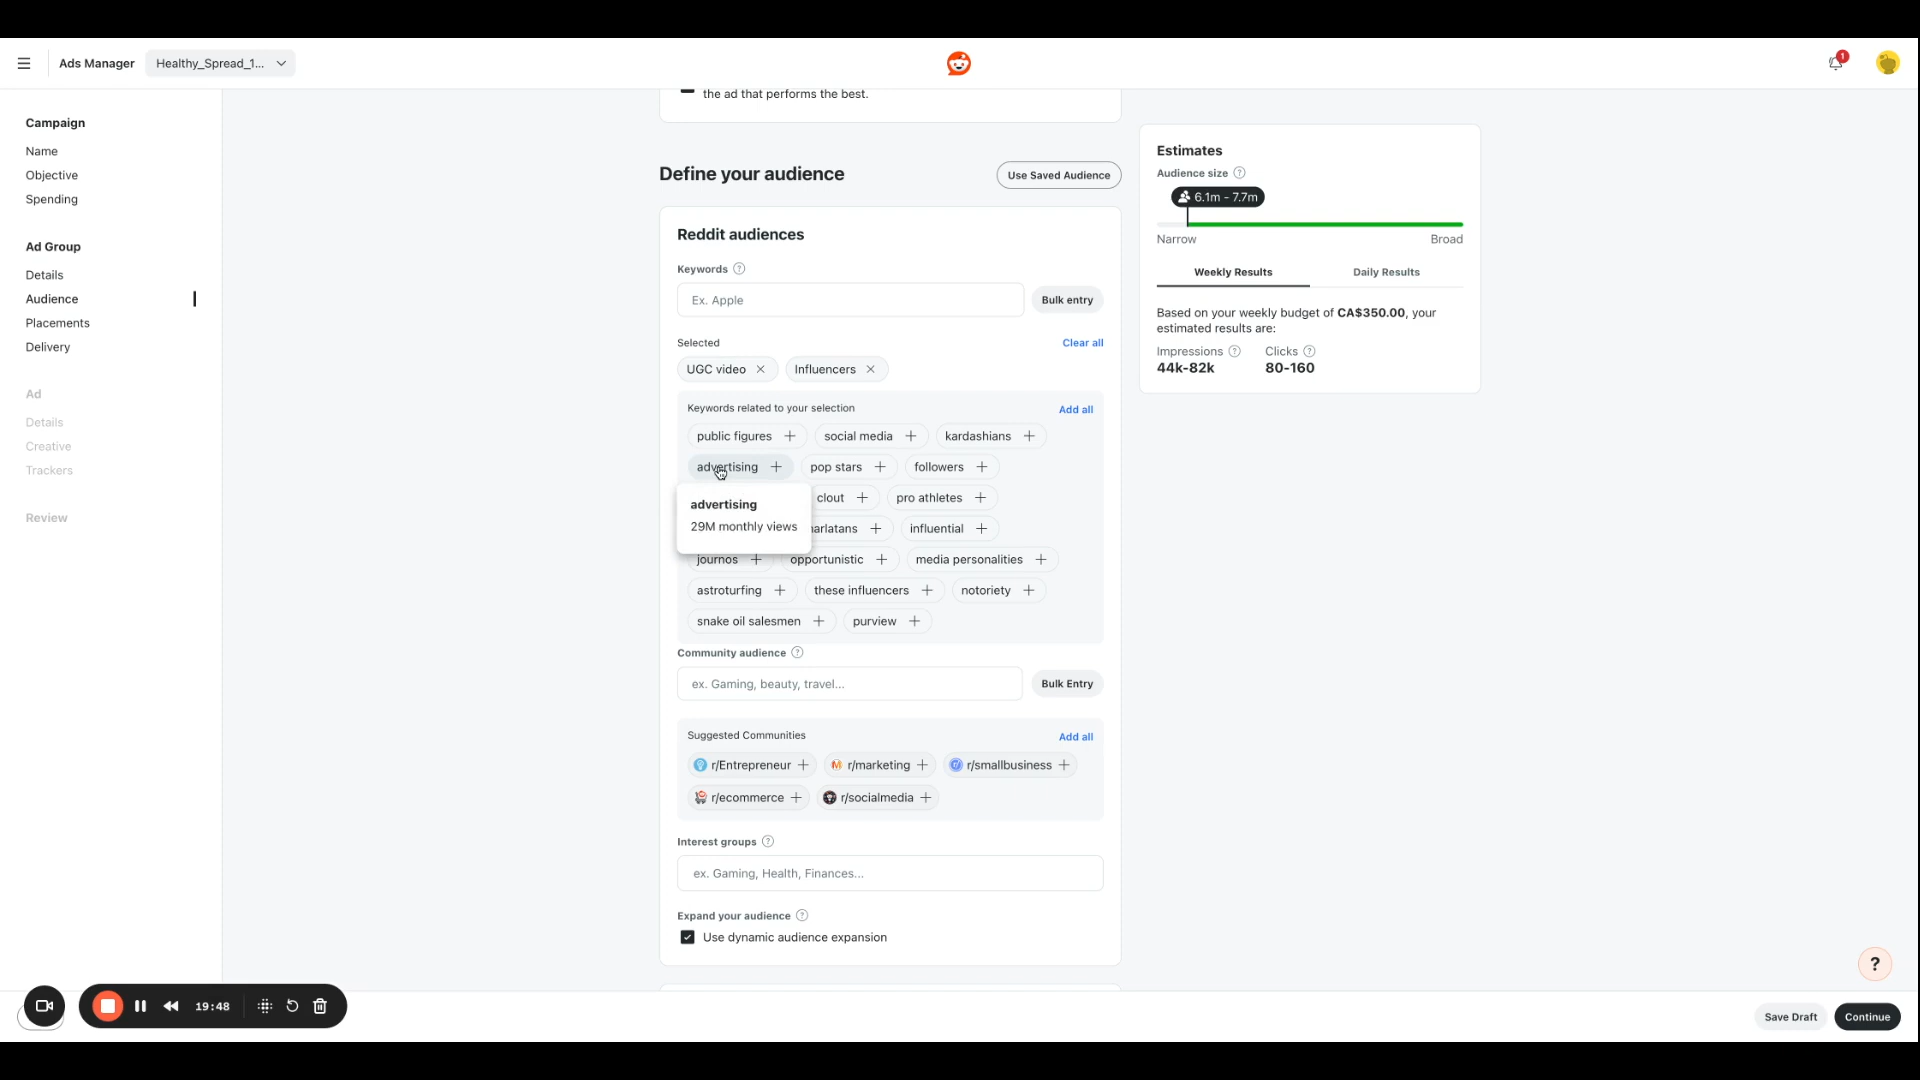 Ads Manager
Healthy_Spread_1...
1
Campaign
Name
Objective
Spending
Ad Group
Details
Audience
Placements
Delivery
Ad
Details
Creative
Trackers
Review
the ad that performs the best.
Define your audience
Use Saved Audience
Reddit audiences
Keywords ?
Ex. Apple
Bulk entry
Selected
Clear all
UGC video
Influencers
Keywords related to your selection
Add all
public figures + social media + kardashians +
advertising + pop stars + followers +
advertising
29M monthly views
clout + pro athletes +
influential +
journos + opportunistic + media personalities +
astroturfing + these influencers + notoriety +
snake oil salesmen + purview +
Community audience ?
ex. Gaming, beauty, travel...
Bulk Entry
Suggested Communities
Add all
r/Entrepreneur + r/marketing + r/smallbusiness +
r/ecommerce + r/socialmedia +
Interest groups ?
ex. Gaming, Health, Finances...
Expand your audience ?
Use dynamic audience expansion
Estimates
Audience size ?
6.1m - 7.7m
Narrow
Broad
Weekly Results
Daily Results
Based on your weekly budget of CA$350.00, your
estimated results are:
Impressions ? Clicks ?
44k-82k 80-160
?
19:48
Save Draft
Continue